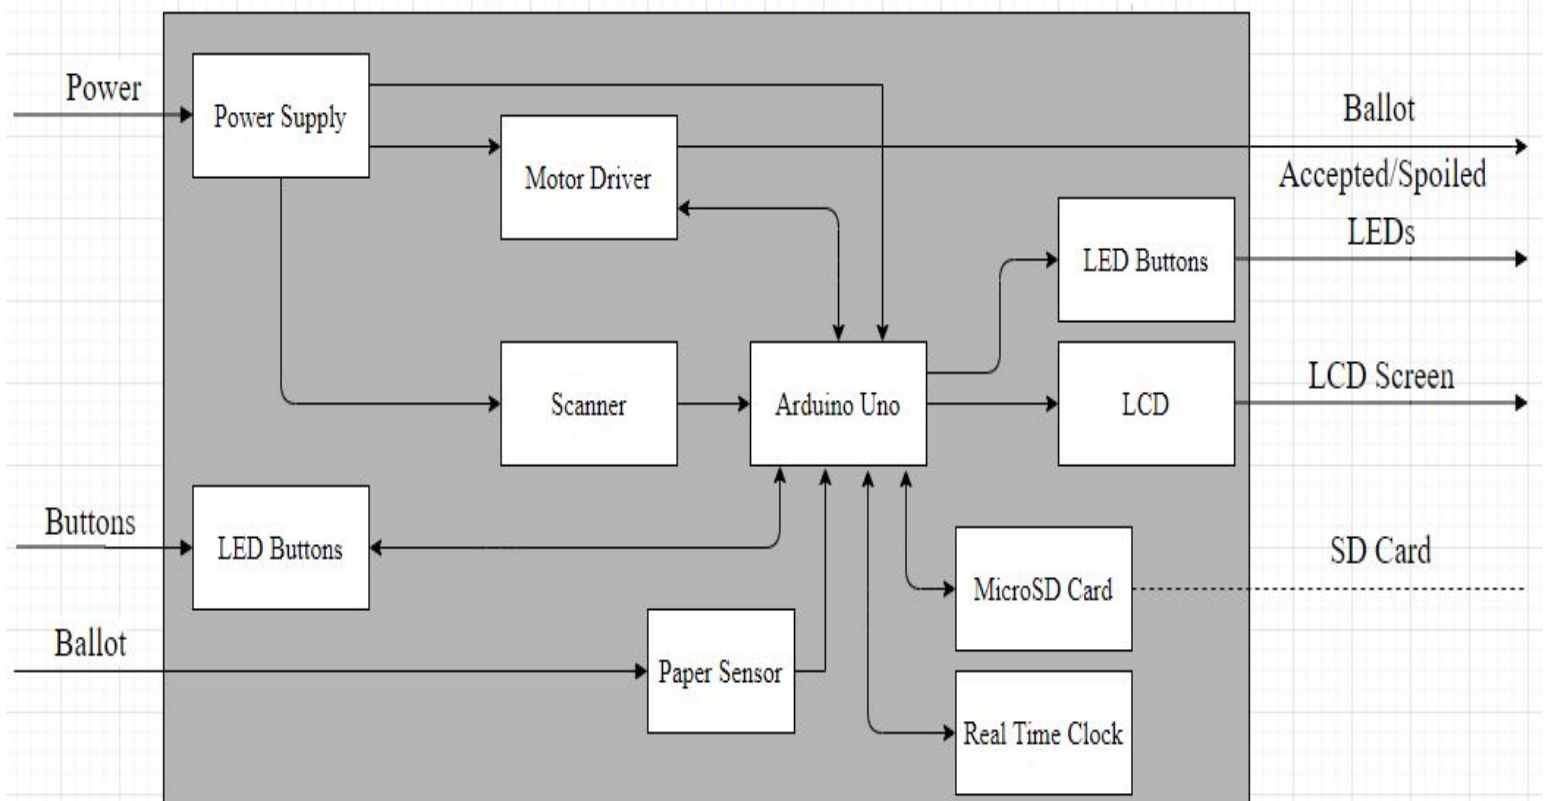 Power
Power Supply
Ballot
Motor Driver
Accepted/Spoiled
LEDs
LED Buttons
LCD Screen
Scanner
Arduino Uno
LCD
Buttons
LED Buttons
SD Card
MicroSD Card
Ballot
Paper Sensor
Real Time Clock